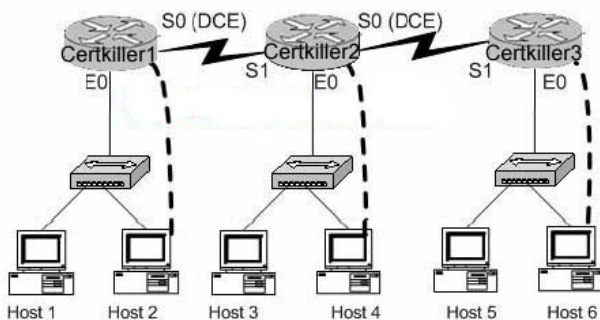 S0 (DCE)
S0 (DCE)
Certkiller1
Certkiller2
Certkiller3
E0
S1
E0
S1
E0
Host 1
Host 2
Host 3
Host 4
Host 5
Host 6